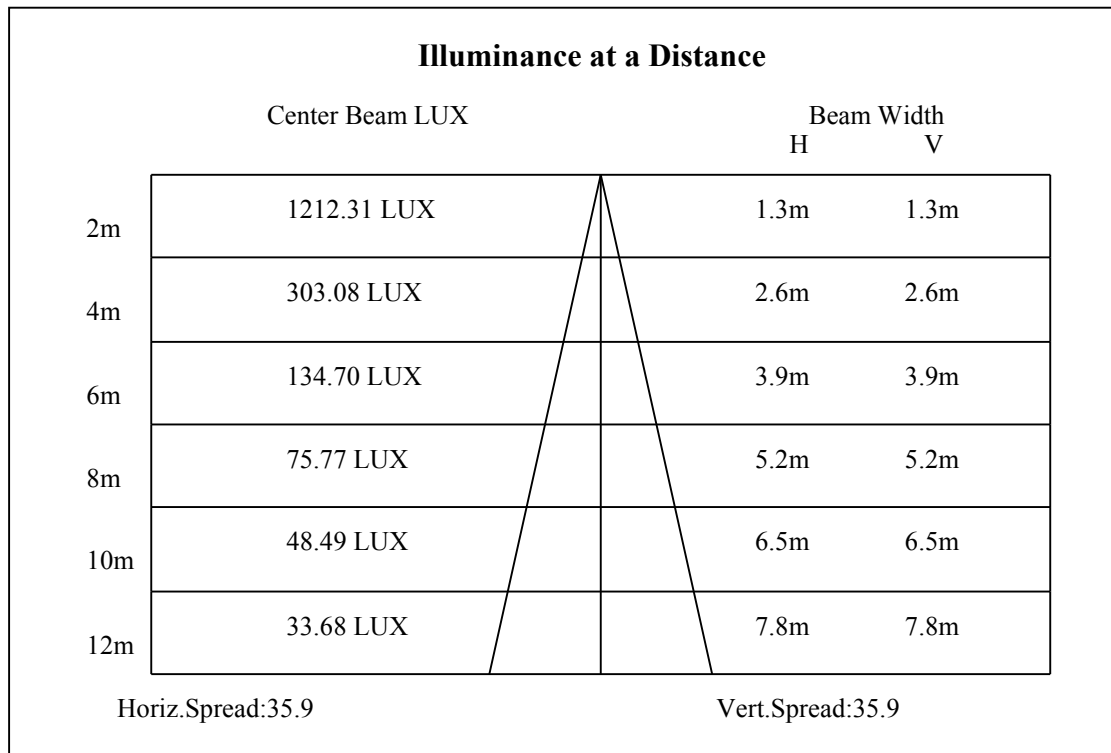 Illuminance at a Distance
Center Beam LUX Beam Width
H V
2m 1212.31 LUX 1.3m 1.3m
4m 303.08 LUX 2.6m 2.6m
6m 134.70 LUX 3.9m 3.9m
8m 75.77 LUX 5.2m 5.2m
10m 48.49 LUX 6.5m 6.5m
12m 33.68 LUX 7.8m 7.8m
Horiz.Spread:35.9 Vert.Spread:35.9